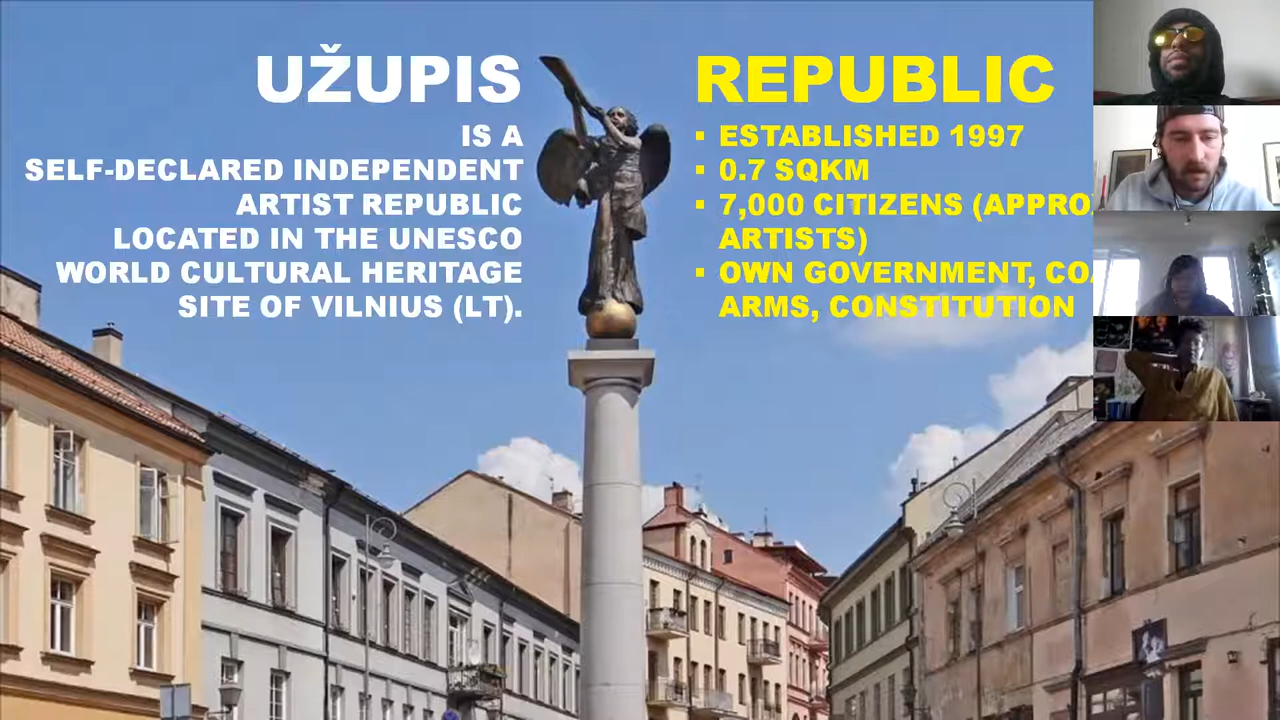 UŽUPIS
IS A
SELF-DECLARED INDEPENDENT
ARTIST REPUBLIC
LOCATED IN THE UNESCO
WORLD CULTURAL HERITAGE
SITE OF VILNIUS (LT).
REPUBLIC
▪ ESTABLISHED 1997
▪ 0.7 SQKM
▪ 7,000 CITIZENS (APPRO
ARTISTS)
▪ OWN GOVERNMENT,
ARMS, CONSTITUTION